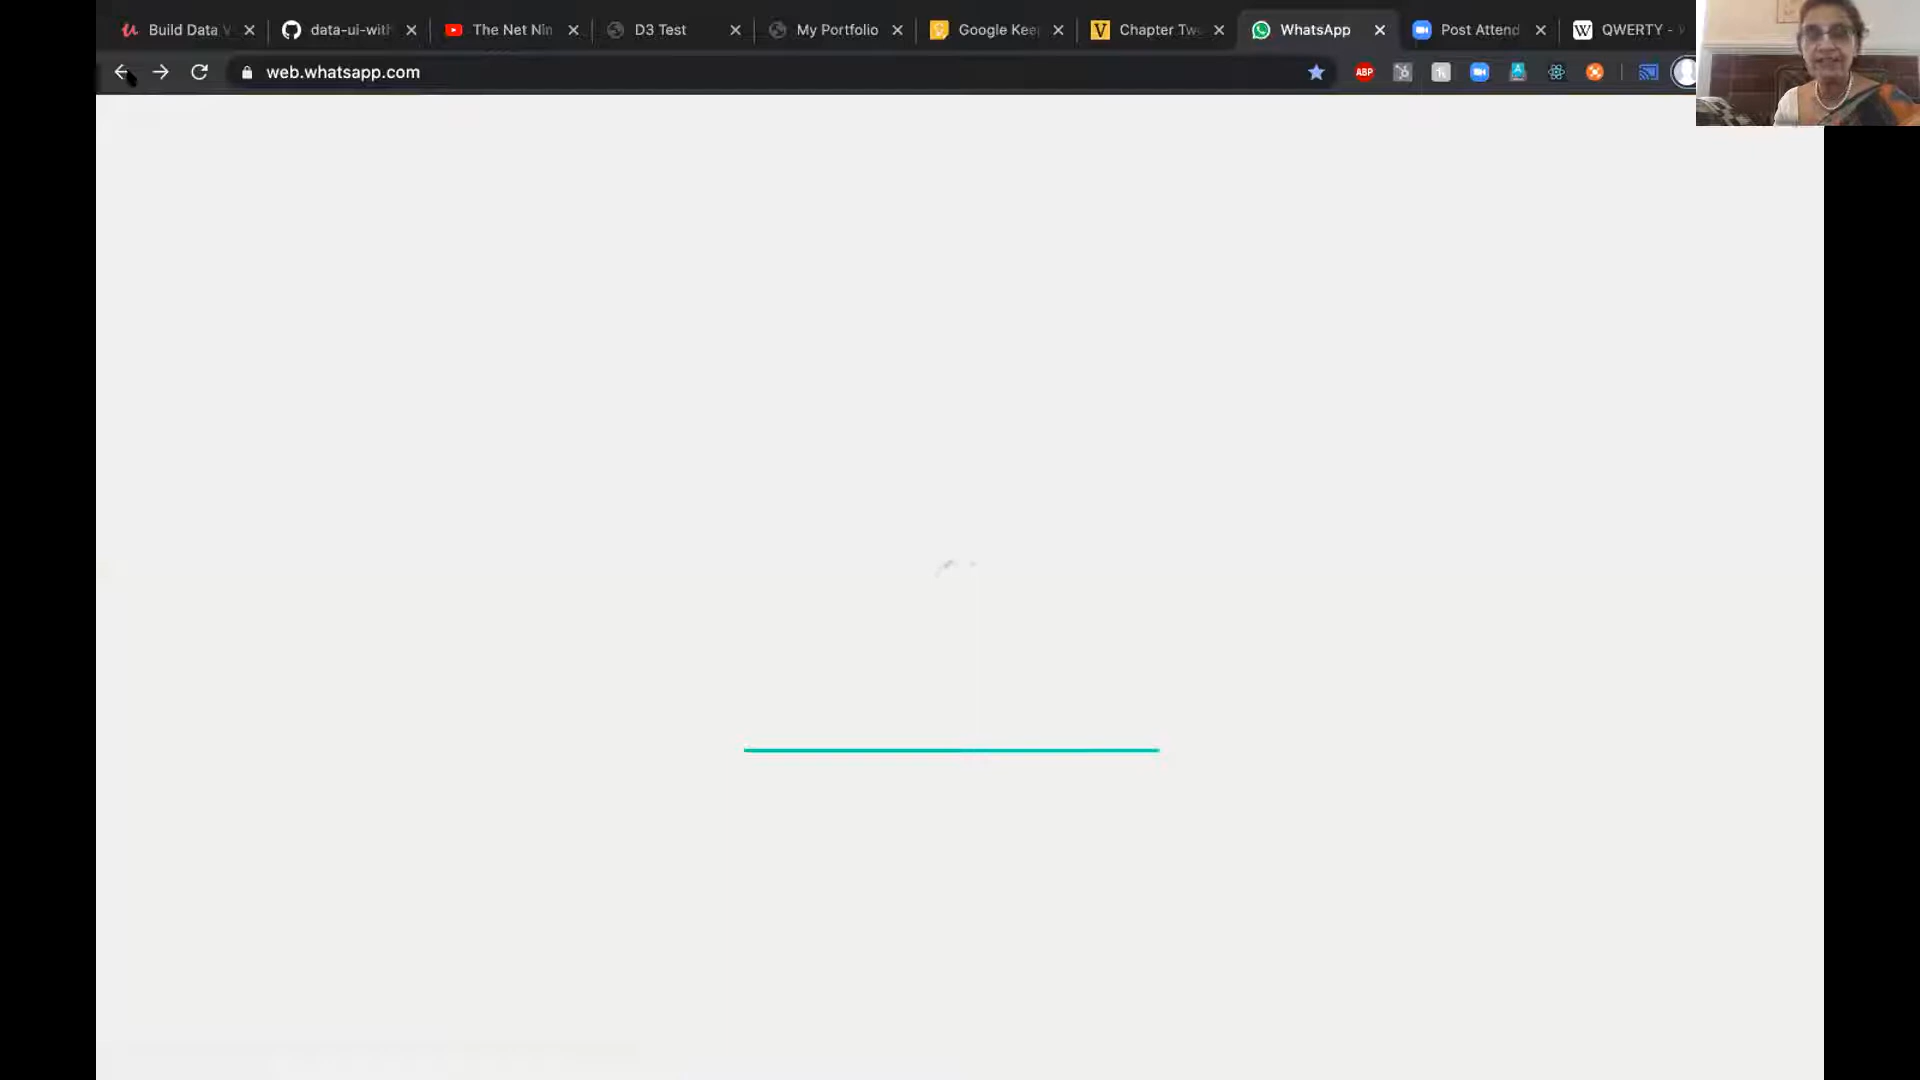 Build Data V
data-ui-with
The Net Nin
D3 Test
My Portfolio
Google Keep
Chapter Tw
WhatsApp
Post Attend
QWERTY -
web.whatsapp.com
ABP